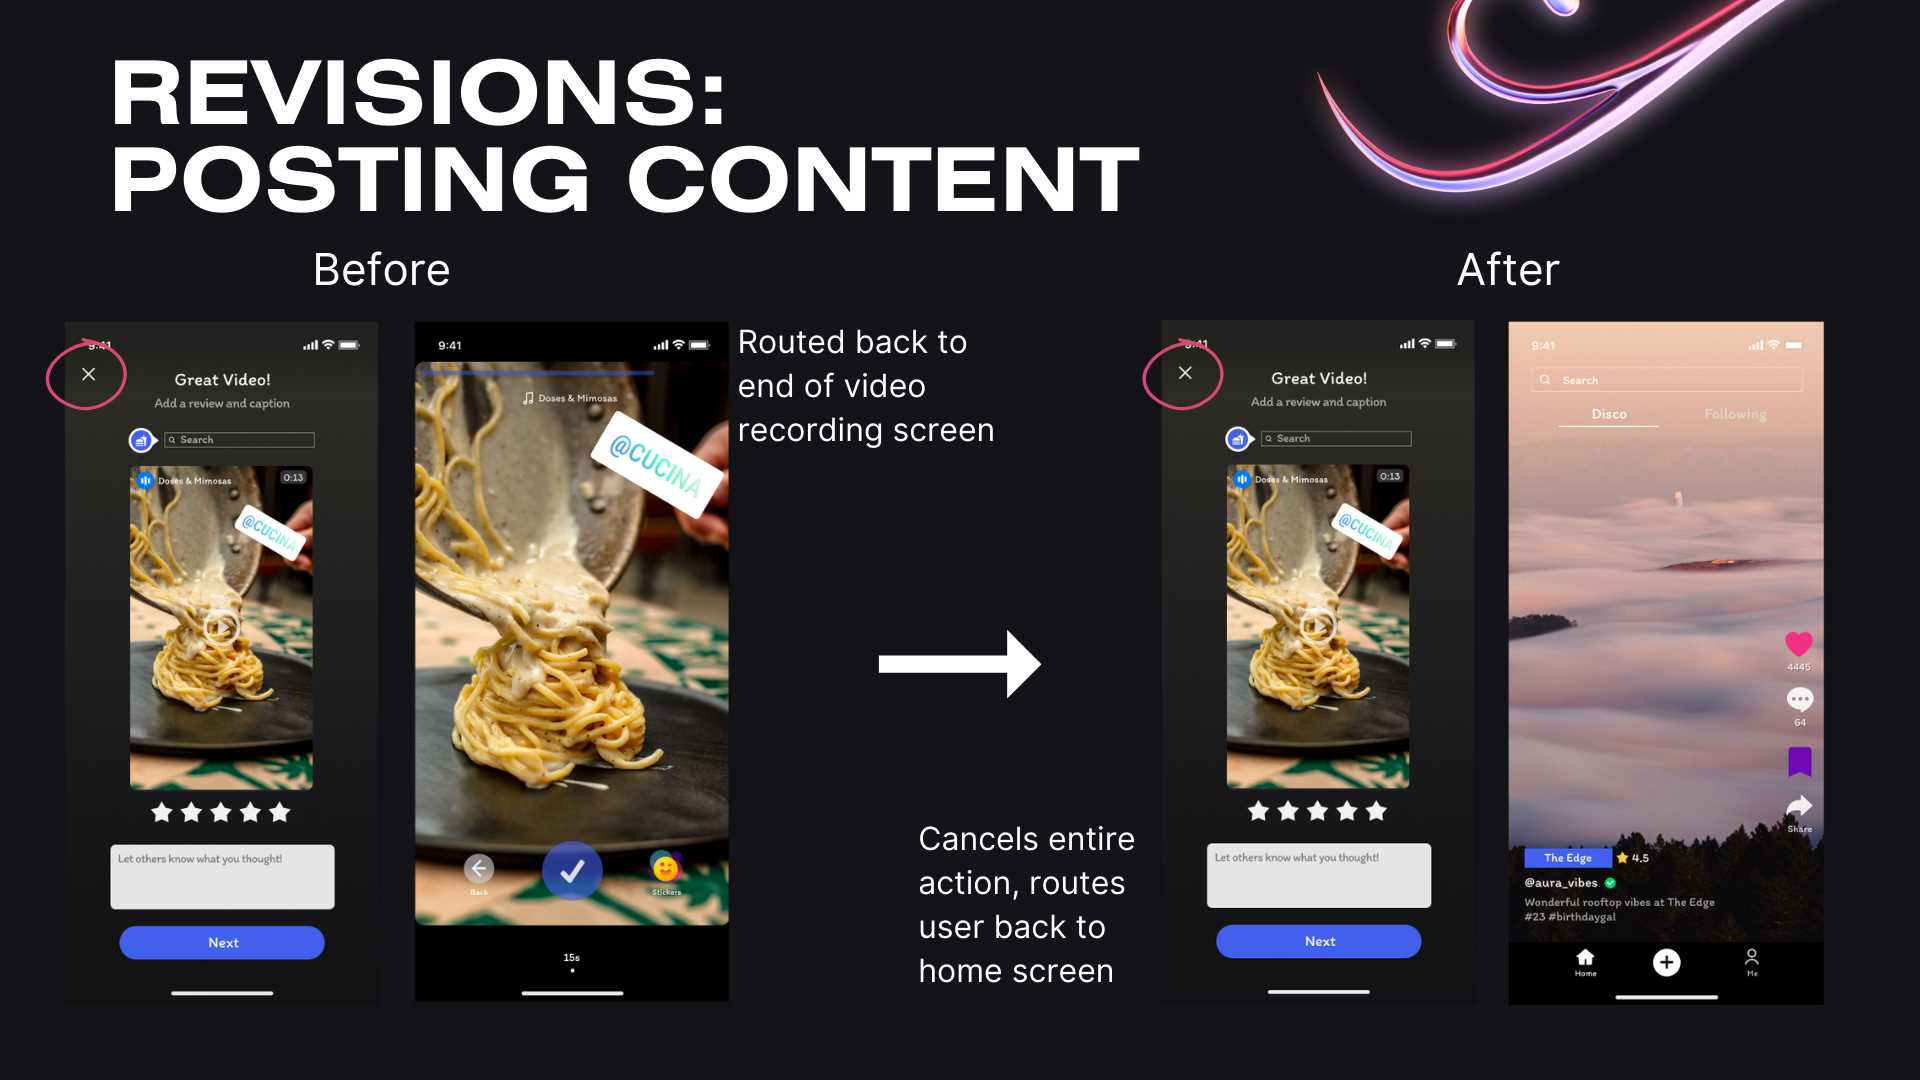 REVISIONS:
POSTING CONTENT
Before
After
9:41
Great Video!
Add a review and caption
Search
Doses & Mimosas
0:13
@CUCINA
Let others know what you thought!
Next
9:41
Doses & Mimosas
@CUCINA
Back
Stickers
15s
Routed back to
end of video
recording screen
Cancels entire
action, routes
user back to
home screen
9:41
Great Video!
Add a review and caption
Search
Doses & Mimosas
0:13
@CUCINA
Let others know what you thought!
Next
9:41
Search
Disco
Following
4445
64
Share
The Edge
4.5
@aura_vibes
Wonderful rooftop vibes at The Edge
#23 #birthdaygal
Home
Me